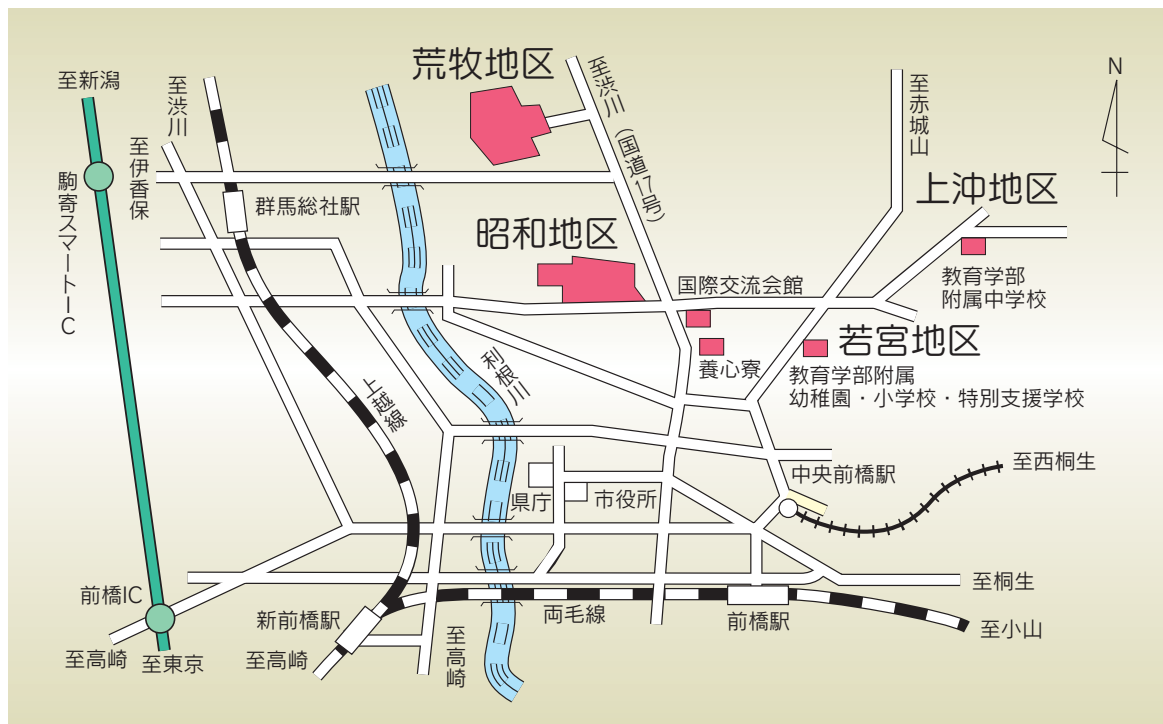 荒牧地区
至新潟
至渋川
至渋川
(国道17号)
N
至赤城山
至伊香保
駒寄スマートIC
群馬総社駅
上沖地区
昭和地区
国際交流会館
教育学部
附属中学校
利根川
養心寮
若宮地区
教育学部附属
幼稚園・小学校・特別支援学校
上越線
中央前橋駅
至西桐生
県庁
市役所
前橋IC
新前橋駅
両毛線
前橋駅
至桐生
至小山
至高崎
至東京
至高崎
至高崎